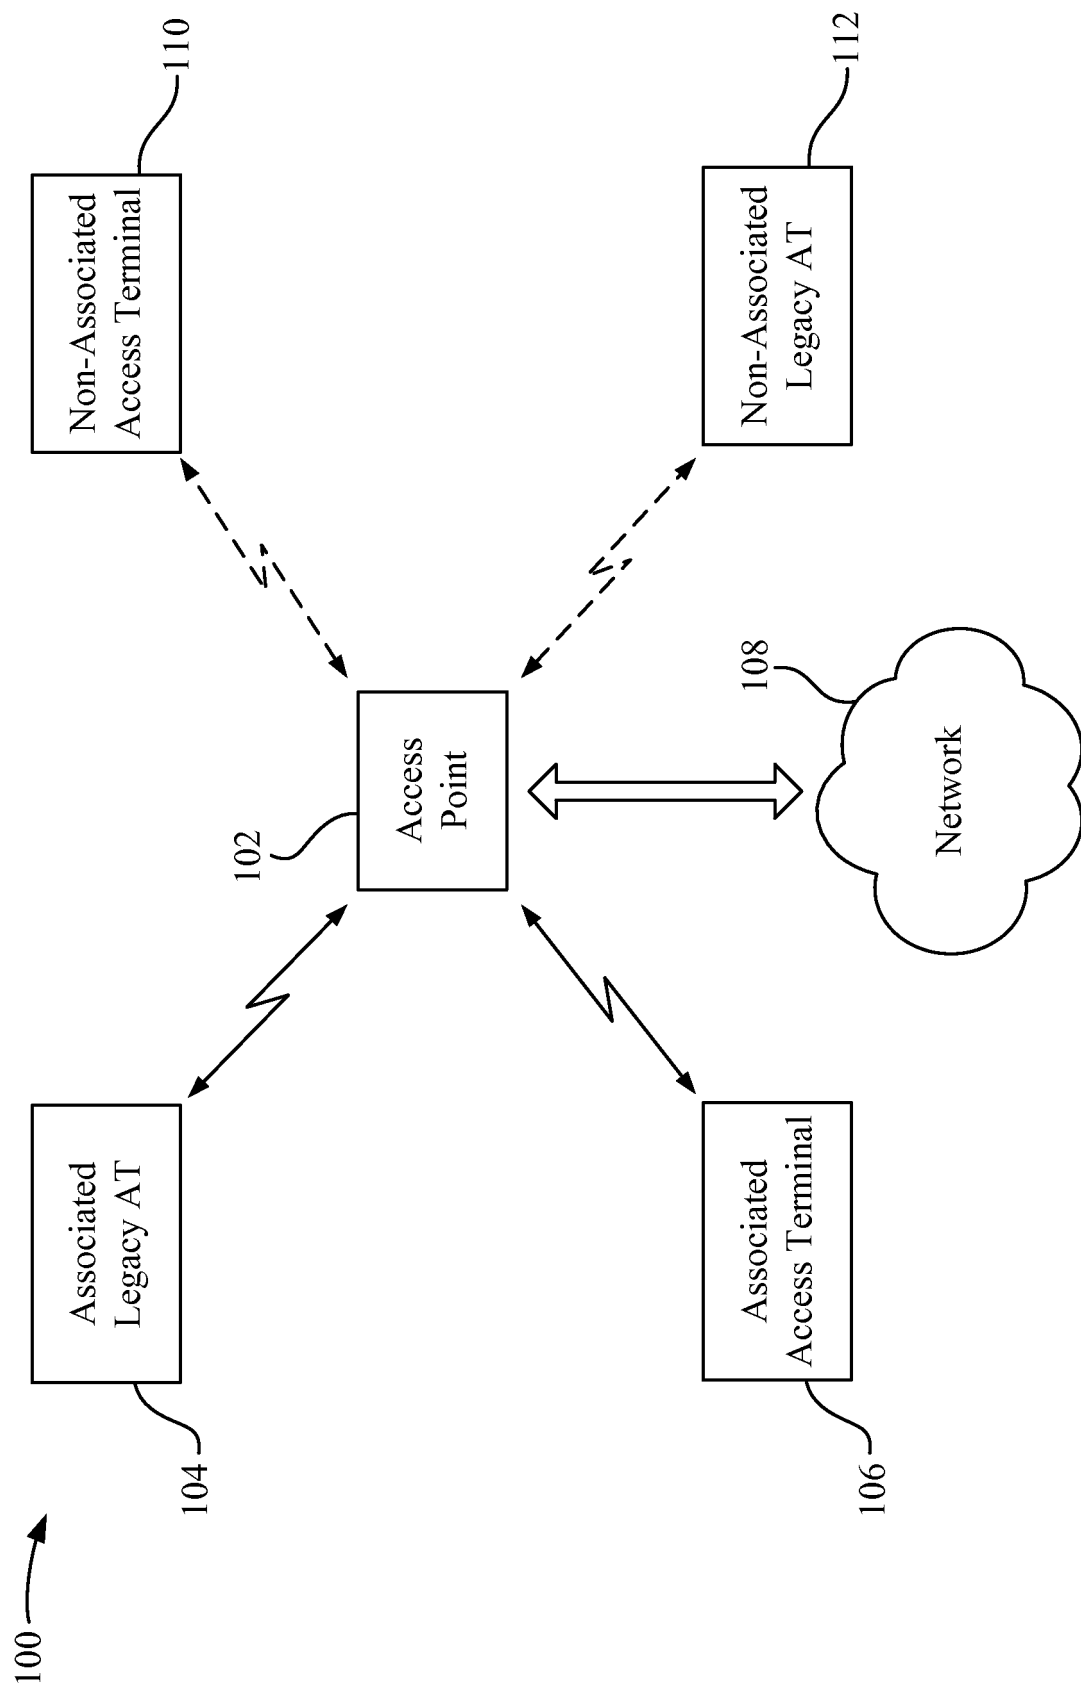 100
104
Associated
Legacy AT
110
Non-Associated
Access Terminal
102
Access
Point
106
Associated
Access Terminal
108
Network
112
Non-Associated
Legacy AT